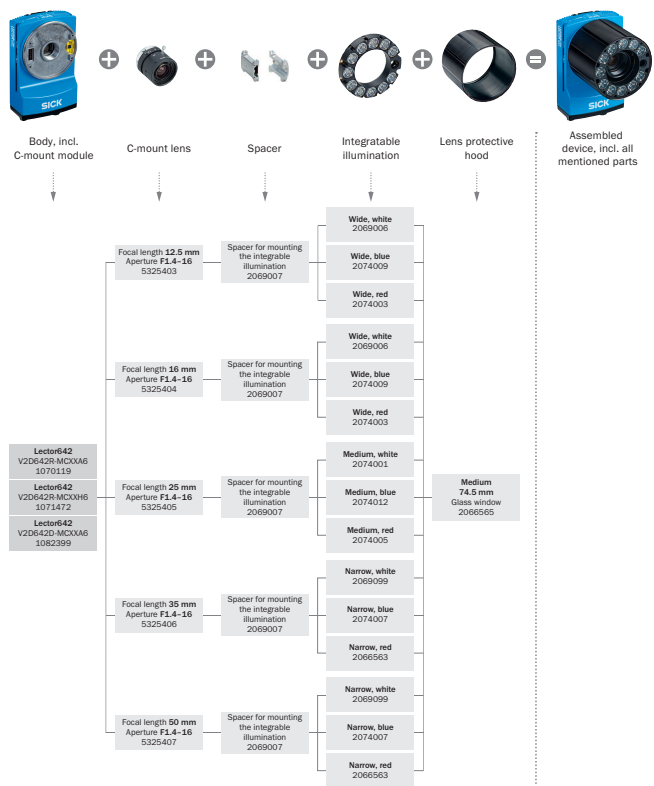 SICK
SICK
Body, incl.
C-mount module
C-mount lens
Spacer
Integratable
illumination
Lens protective
hood
Assembled
device, incl. all
mentioned parts
Lector642
V2D642R-MCXXA6
1070119
Lector642
V2D642R-MCXXH6
1071472
Lector642
V2D642D-MCXXA6
1082399
Focal length 12.5 mm
Aperture F1.4–16
5325403
Spacer for mounting
the integrable
illumination
2069007
Wide, white
2069006
Wide, blue
2074009
Wide, red
2074003
Focal length 16 mm
Aperture F1.4–16
5325404
Spacer for mounting
the integrable
illumination
2069007
Wide, white
2069006
Wide, blue
2074009
Wide, red
2074003
Focal length 25 mm
Aperture F1.4–16
5325405
Spacer for mounting
the integrable
illumination
2069007
Medium, white
2074001
Medium, blue
2074012
Medium, red
2074005
Focal length 35 mm
Aperture F1.4–16
5325406
Spacer for mounting
the integrable
illumination
2069007
Narrow, white
2069099
Narrow, blue
2074007
Narrow, red
2066563
Focal length 50 mm
Aperture F1.4–16
5325407
Spacer for mounting
the integrable
illumination
2069007
Narrow, white
2069099
Narrow, blue
2074007
Narrow, red
2066563
Medium
74.5 mm
Glass window
2066565